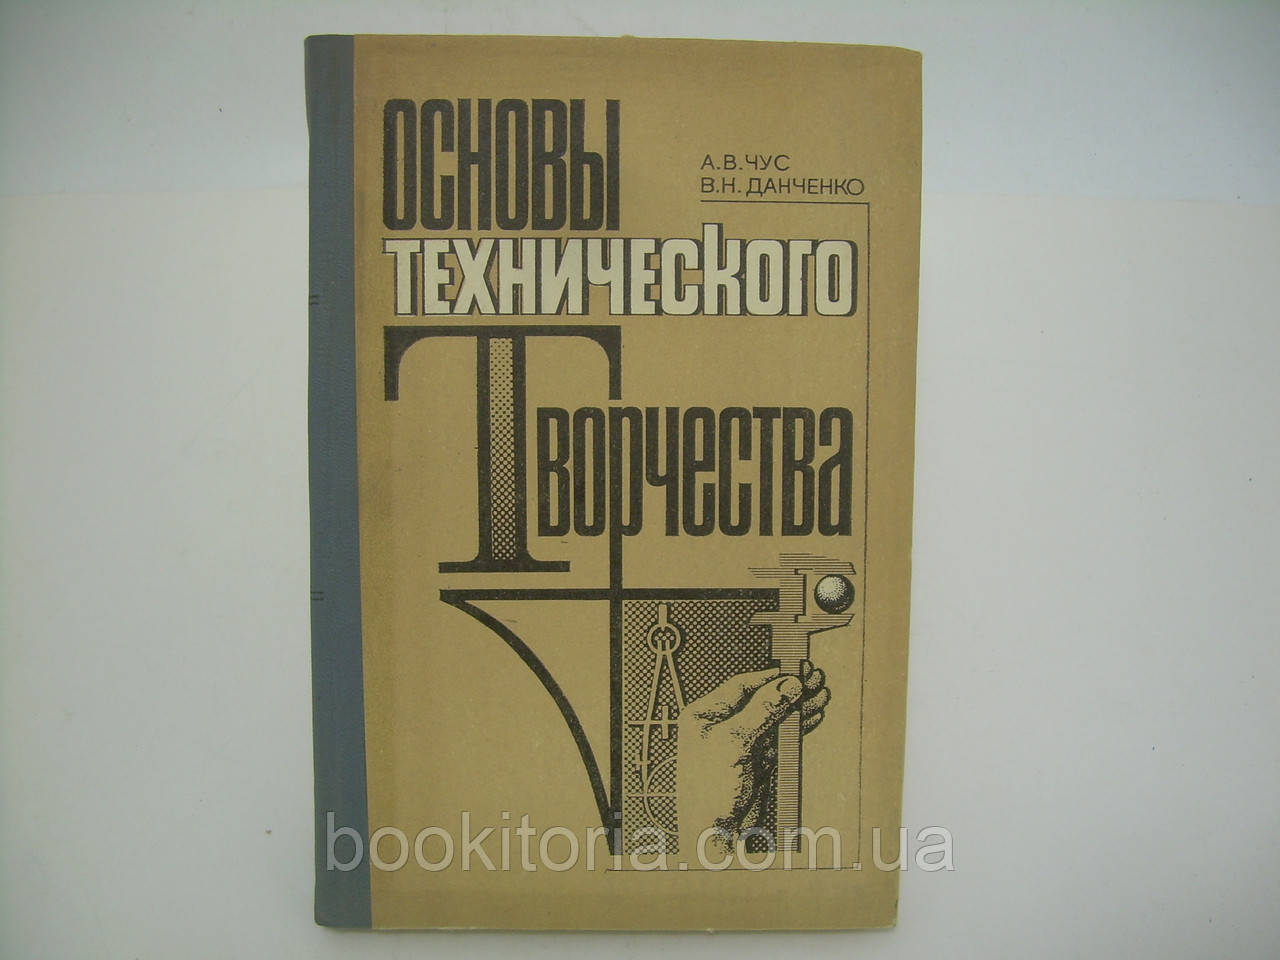 ОСНОВЫ
А.В.ЧУС
В.Н.ДАНЧЕНКО
ТЕХНИЧЕСКОГО
ТВОРЧЕСТВА
bookitoria.com.ua